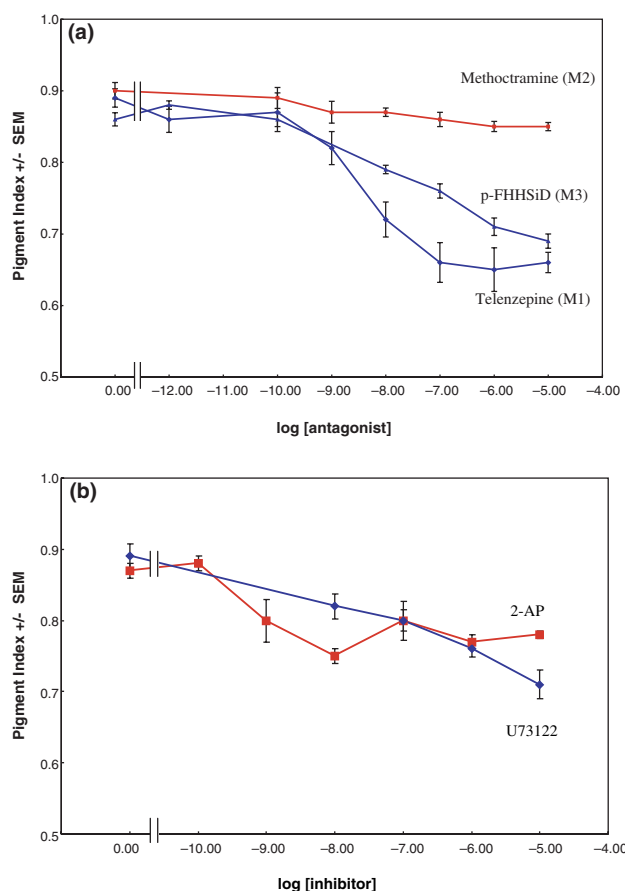 (a)
Pigment Index +/- SEM
1.0
0.9
0.8
0.7
0.6
0.5
Methoctramine (M2)
p-FHHSiD (M3)
Telenzepine (M1)
0.00 −12.00 −11.00 −10.00 −9.00 −8.00 −7.00 −6.00 −5.00 −4.00
log [antagonist]
(b)
Pigment Index +/- SEM
1.0
0.9
0.8
0.7
0.6
0.5
2-AP
U73122
0.00 −10.00 −9.00 −8.00 −7.00 −6.00 −5.00 −4.00
log [inhibitor]